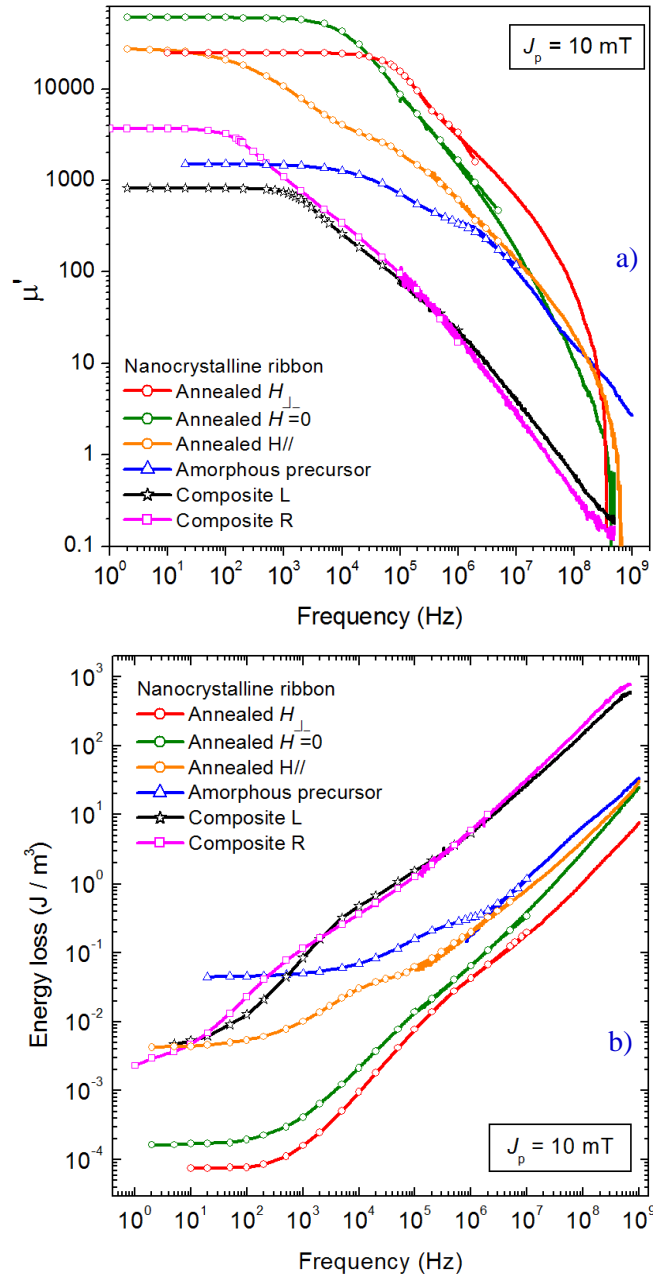 J_p = 10 mT
10000
1000
100
10
1
0.1
μ'
a)
Nanocrystalline ribbon
Annealed H⊥
Annealed H=0
Annealed H//
Amorphous precursor
Composite L
Composite R
10^0 10^1 10^2 10^3 10^4 10^5 10^6 10^7 10^8 10^9
Frequency (Hz)
10^3
10^2
10^1
10^0
10^-1
10^-2
10^-3
10^-4
Energy loss (J / m^3)
Nanocrystalline ribbon
Annealed H⊥
Annealed H=0
Annealed H//
Amorphous precursor
Composite L
Composite R
b)
J_p = 10 mT
10^0 10^1 10^2 10^3 10^4 10^5 10^6 10^7 10^8 10^9
Frequency (Hz)